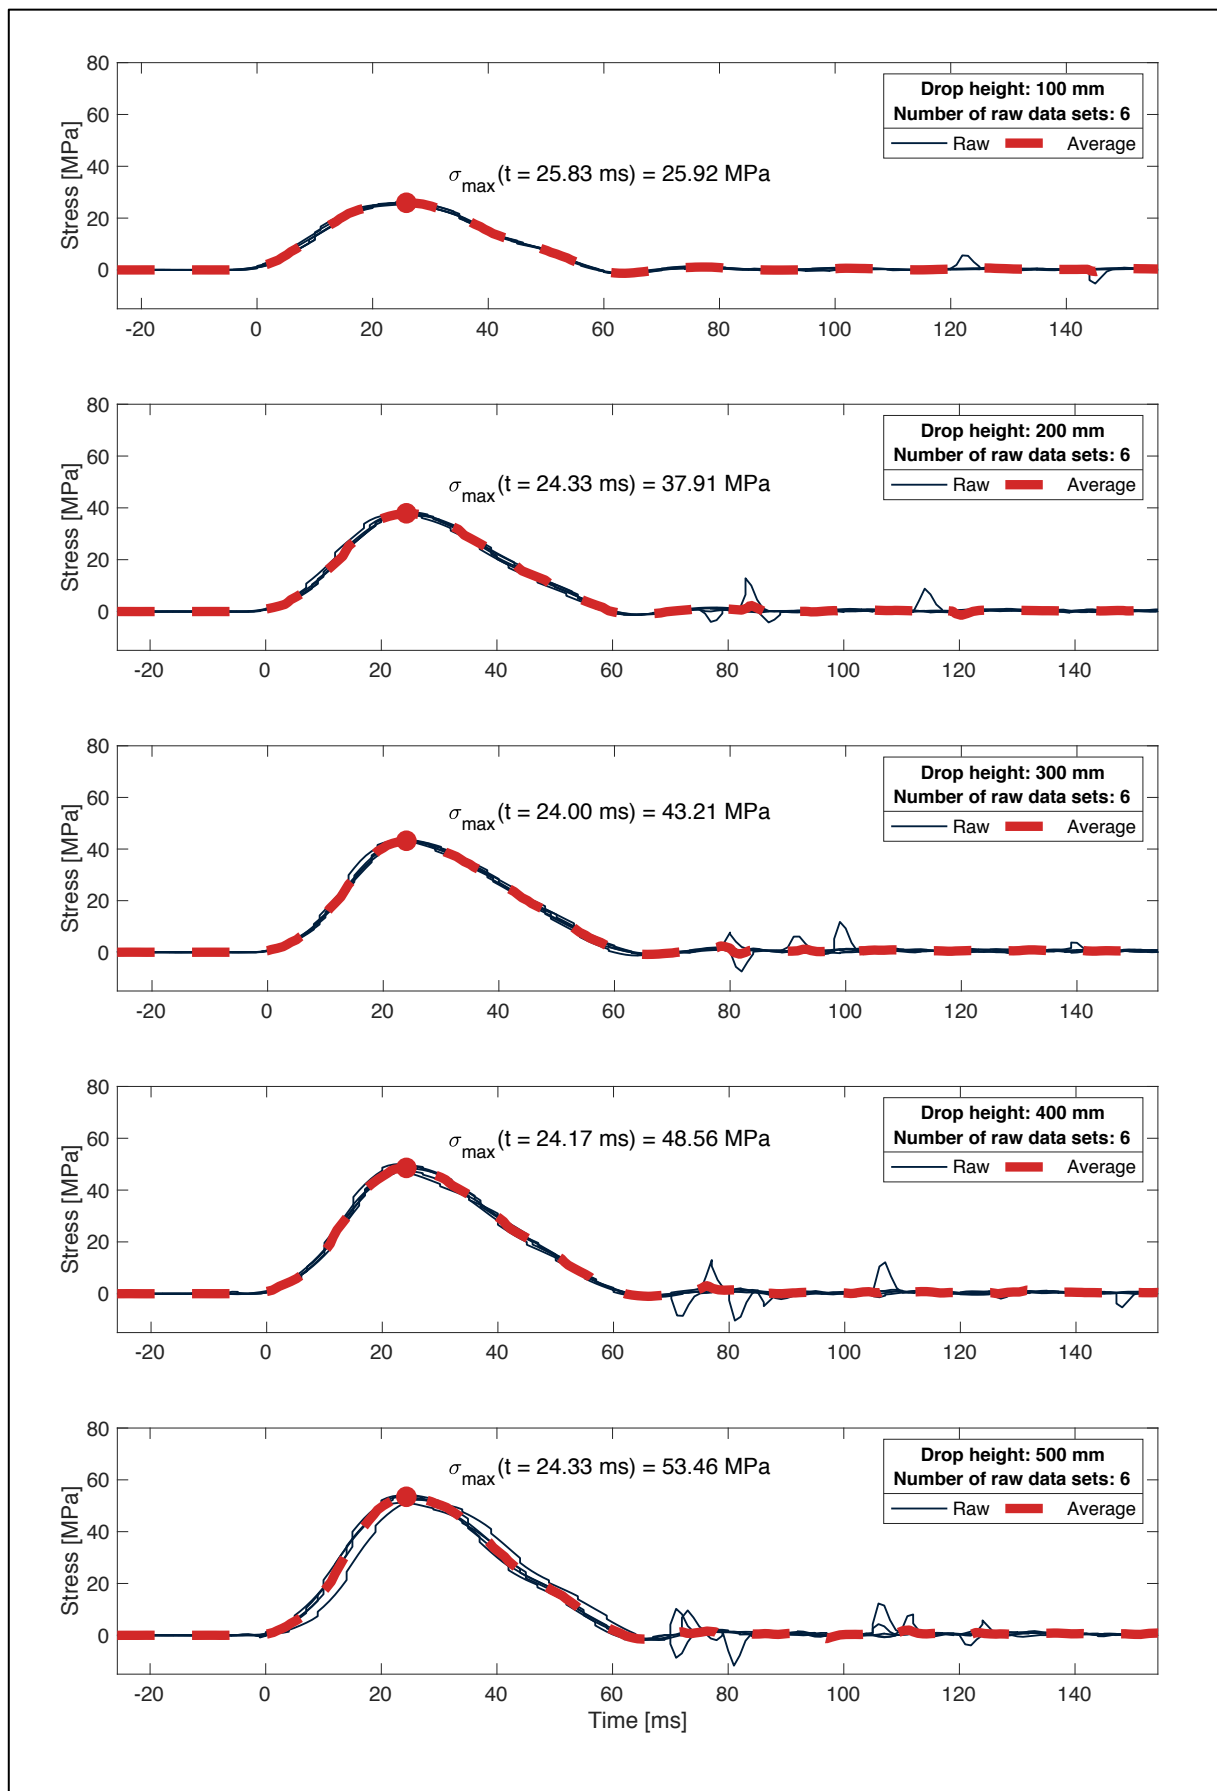 80
60
40
20
0
Stress [MPa]
Drop height: 100 mm
Number of raw data sets: 6
Raw Average
σmax(t = 25.83 ms) = 25.92 MPa
-20 0 20 40 60 80 100 120 140
80
60
40
20
0
Stress [MPa]
Drop height: 200 mm
Number of raw data sets: 6
Raw Average
σmax(t = 24.33 ms) = 37.91 MPa
-20 0 20 40 60 80 100 120 140
80
60
40
20
0
Stress [MPa]
Drop height: 300 mm
Number of raw data sets: 6
Raw Average
σmax(t = 24.00 ms) = 43.21 MPa
-20 0 20 40 60 80 100 120 140
80
60
40
20
0
Stress [MPa]
Drop height: 400 mm
Number of raw data sets: 6
Raw Average
σmax(t = 24.17 ms) = 48.56 MPa
-20 0 20 40 60 80 100 120 140
80
60
40
20
0
Stress [MPa]
Drop height: 500 mm
Number of raw data sets: 6
Raw Average
σmax(t = 24.33 ms) = 53.46 MPa
-20 0 20 40 60 80 100 120 140
Time [ms]